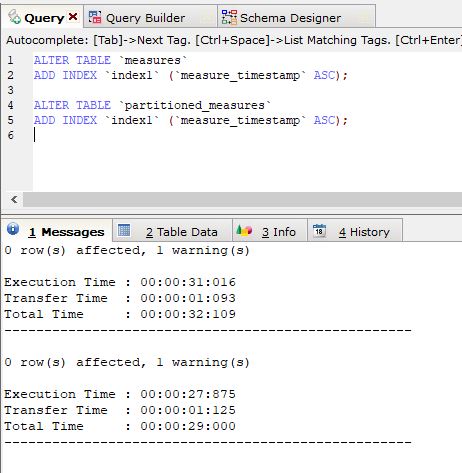 Query Query Builder Schema Designer
Autocomplete: [Tab]->Next Tag. [Ctrl+Space]->List Matching Tags. [Ctrl+Enter]
1 ALTER TABLE `measures`
2 ADD INDEX `index1` (`measure_timestamp` ASC);
3
4 ALTER TABLE `partitioned_measures`
5 ADD INDEX `index1` (`measure_timestamp` ASC);
6
1 Messages 2 Table Data 3 Info 18 4 History
0 row(s) affected, 1 warning(s)
Execution Time : 00:00:31:016
Transfer Time : 00:00:01:093
Total Time : 00:00:32:109
---------------------------------------------------
0 row(s) affected, 1 warning(s)
Execution Time : 00:00:27:875
Transfer Time : 00:00:01:125
Total Time : 00:00:29:000
---------------------------------------------------